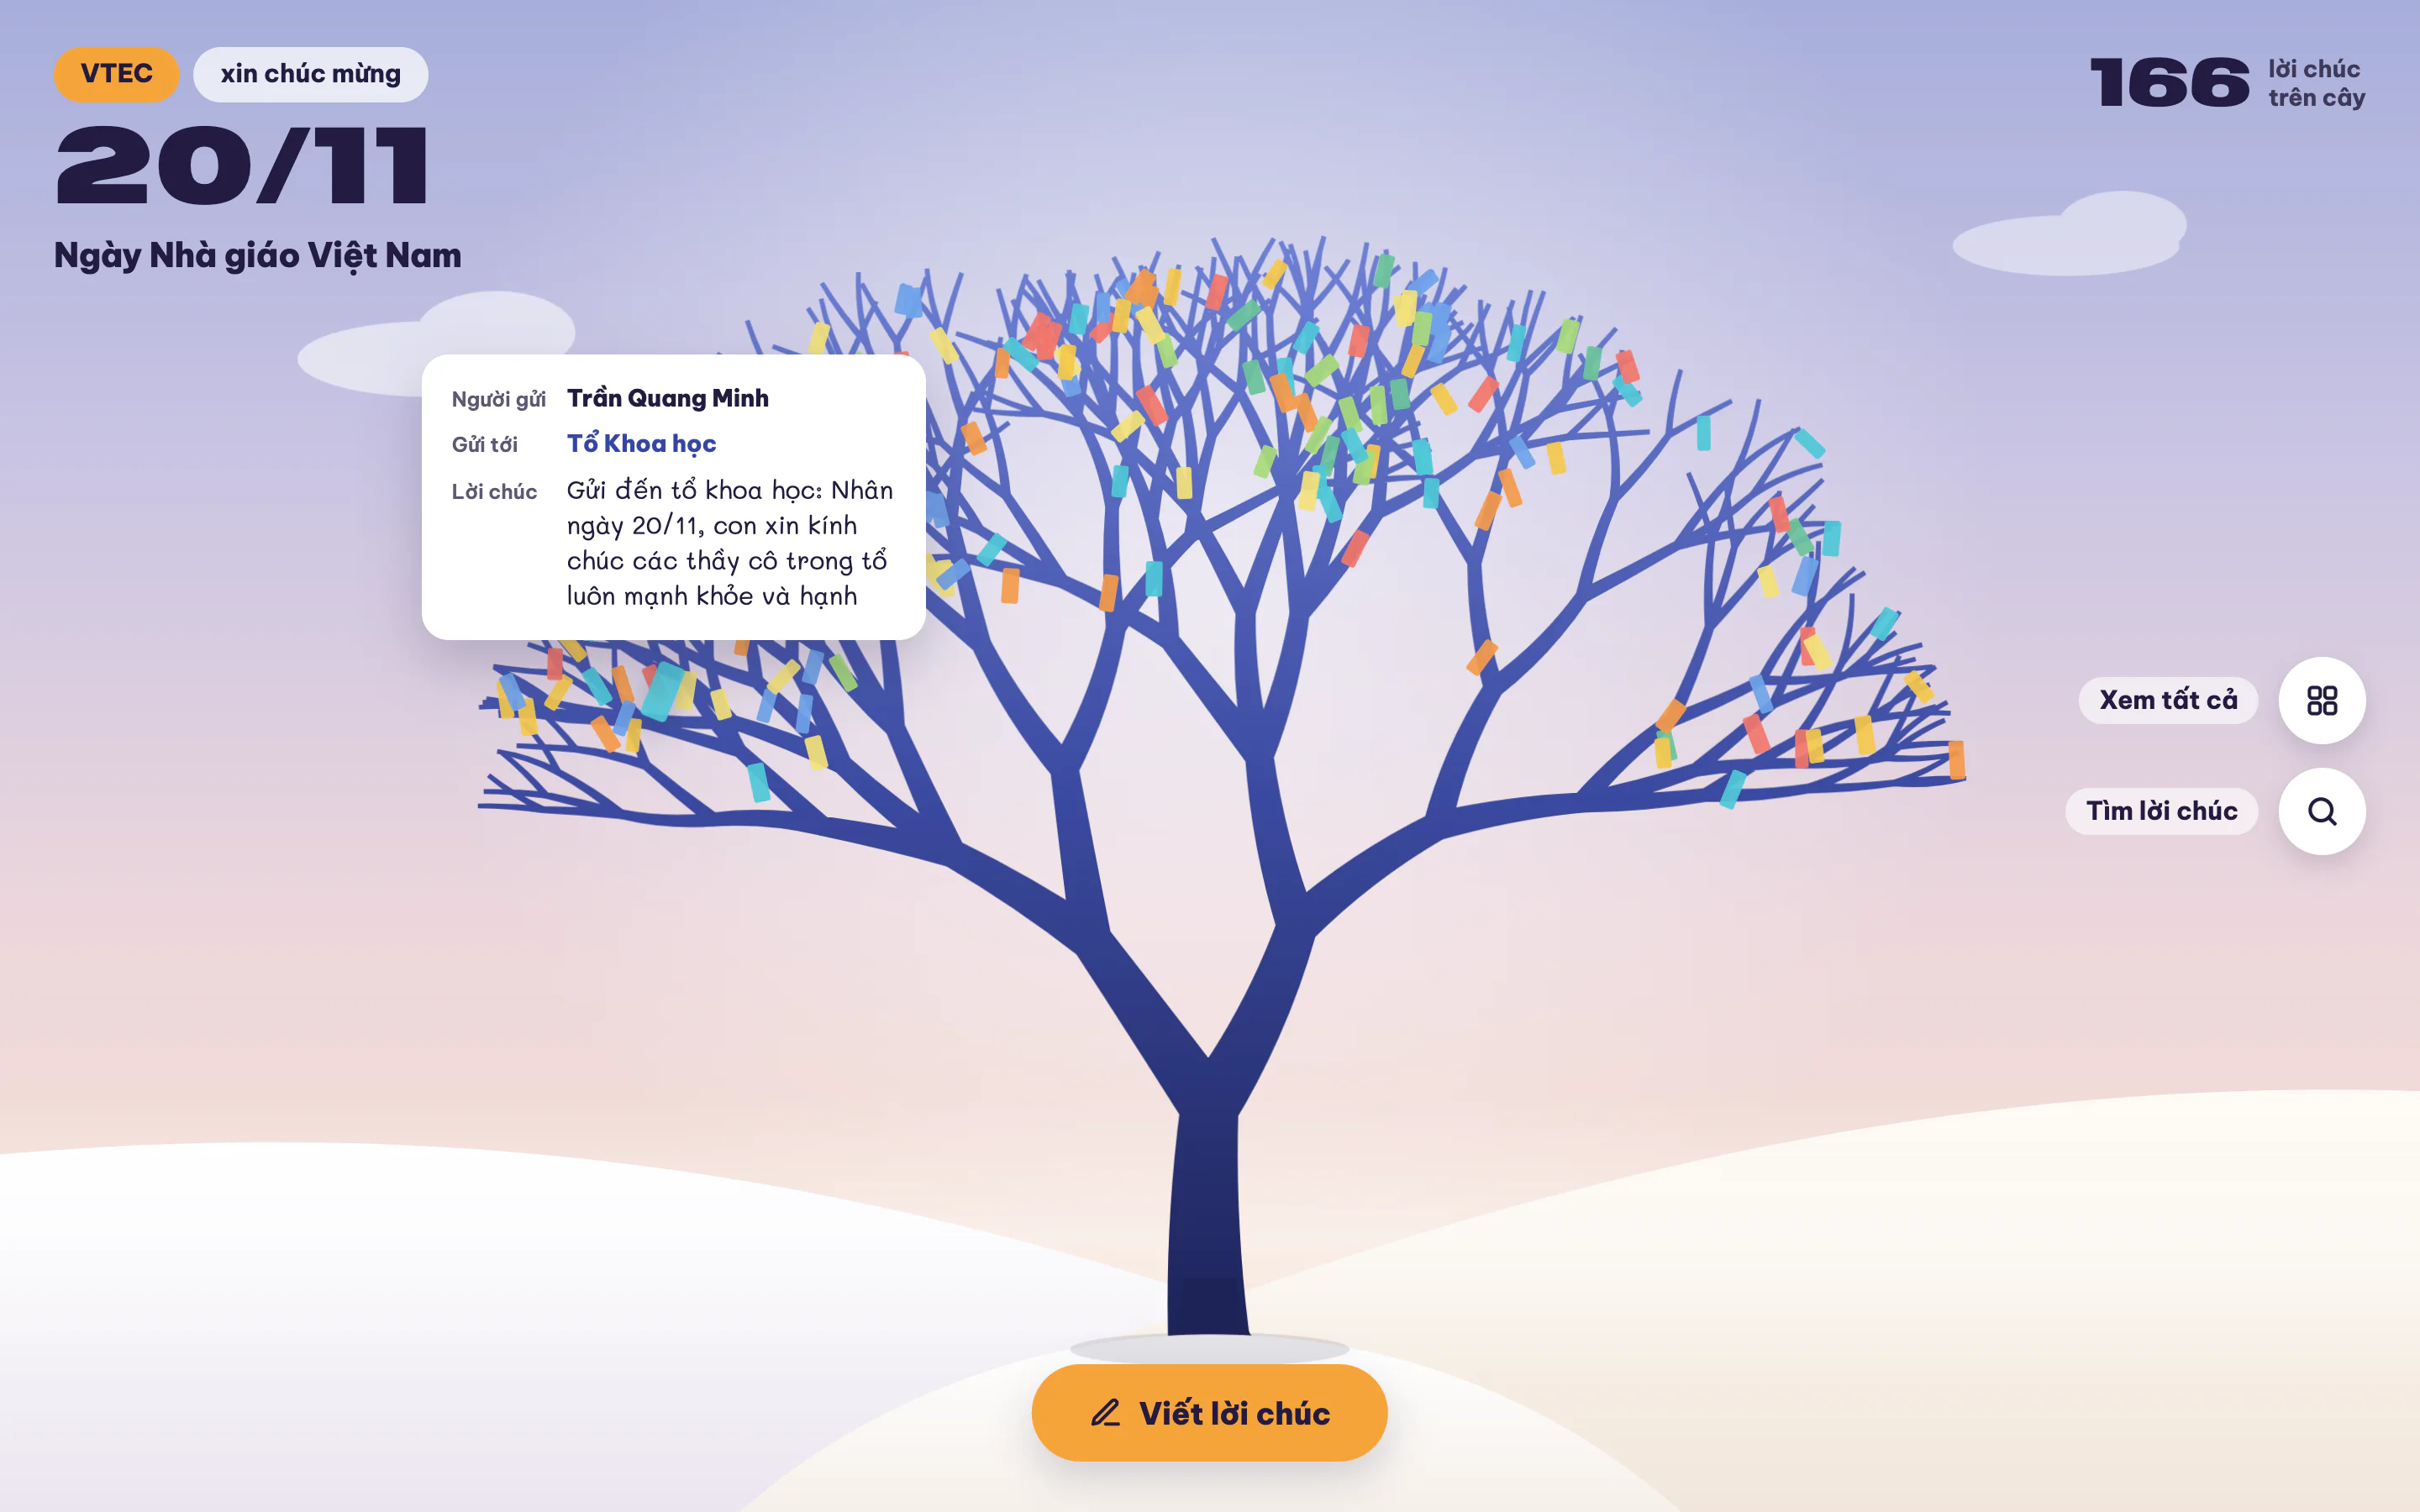 VTEC xin chúc mừng
20/11
Ngày Nhà giáo Việt Nam
166 lời chúc
trên cây
Người gửi Trần Quang Minh
Gửi tới Tổ Khoa học
Lời chúc Gửi đến tổ khoa học: Nhân
ngày 20/11, con xin kính
chúc các thầy cô trong tổ
luôn mạnh khỏe và hạnh
Xem tất cả
Tìm lời chúc
Viết lời chúc